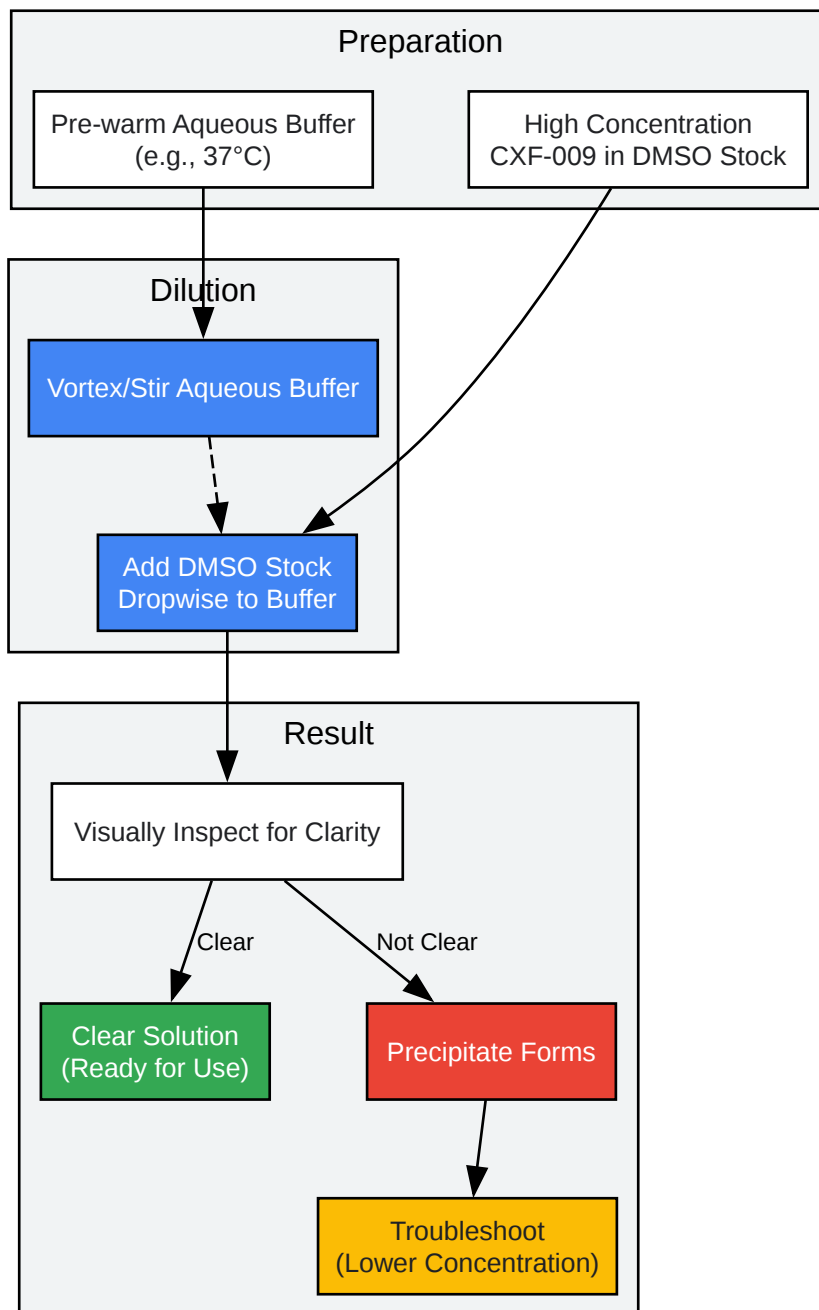 Preparation
Pre-warm Aqueous Buffer
(e.g., 37°C)
High Concentration
CXF-009 in DMSO Stock
Dilution
Vortex/Stir Aqueous Buffer
Add DMSO Stock
Dropwise to Buffer
Result
Visually Inspect for Clarity
Clear
Not Clear
Clear Solution
(Ready for Use)
Precipitate Forms
Troubleshoot
(Lower Concentration)